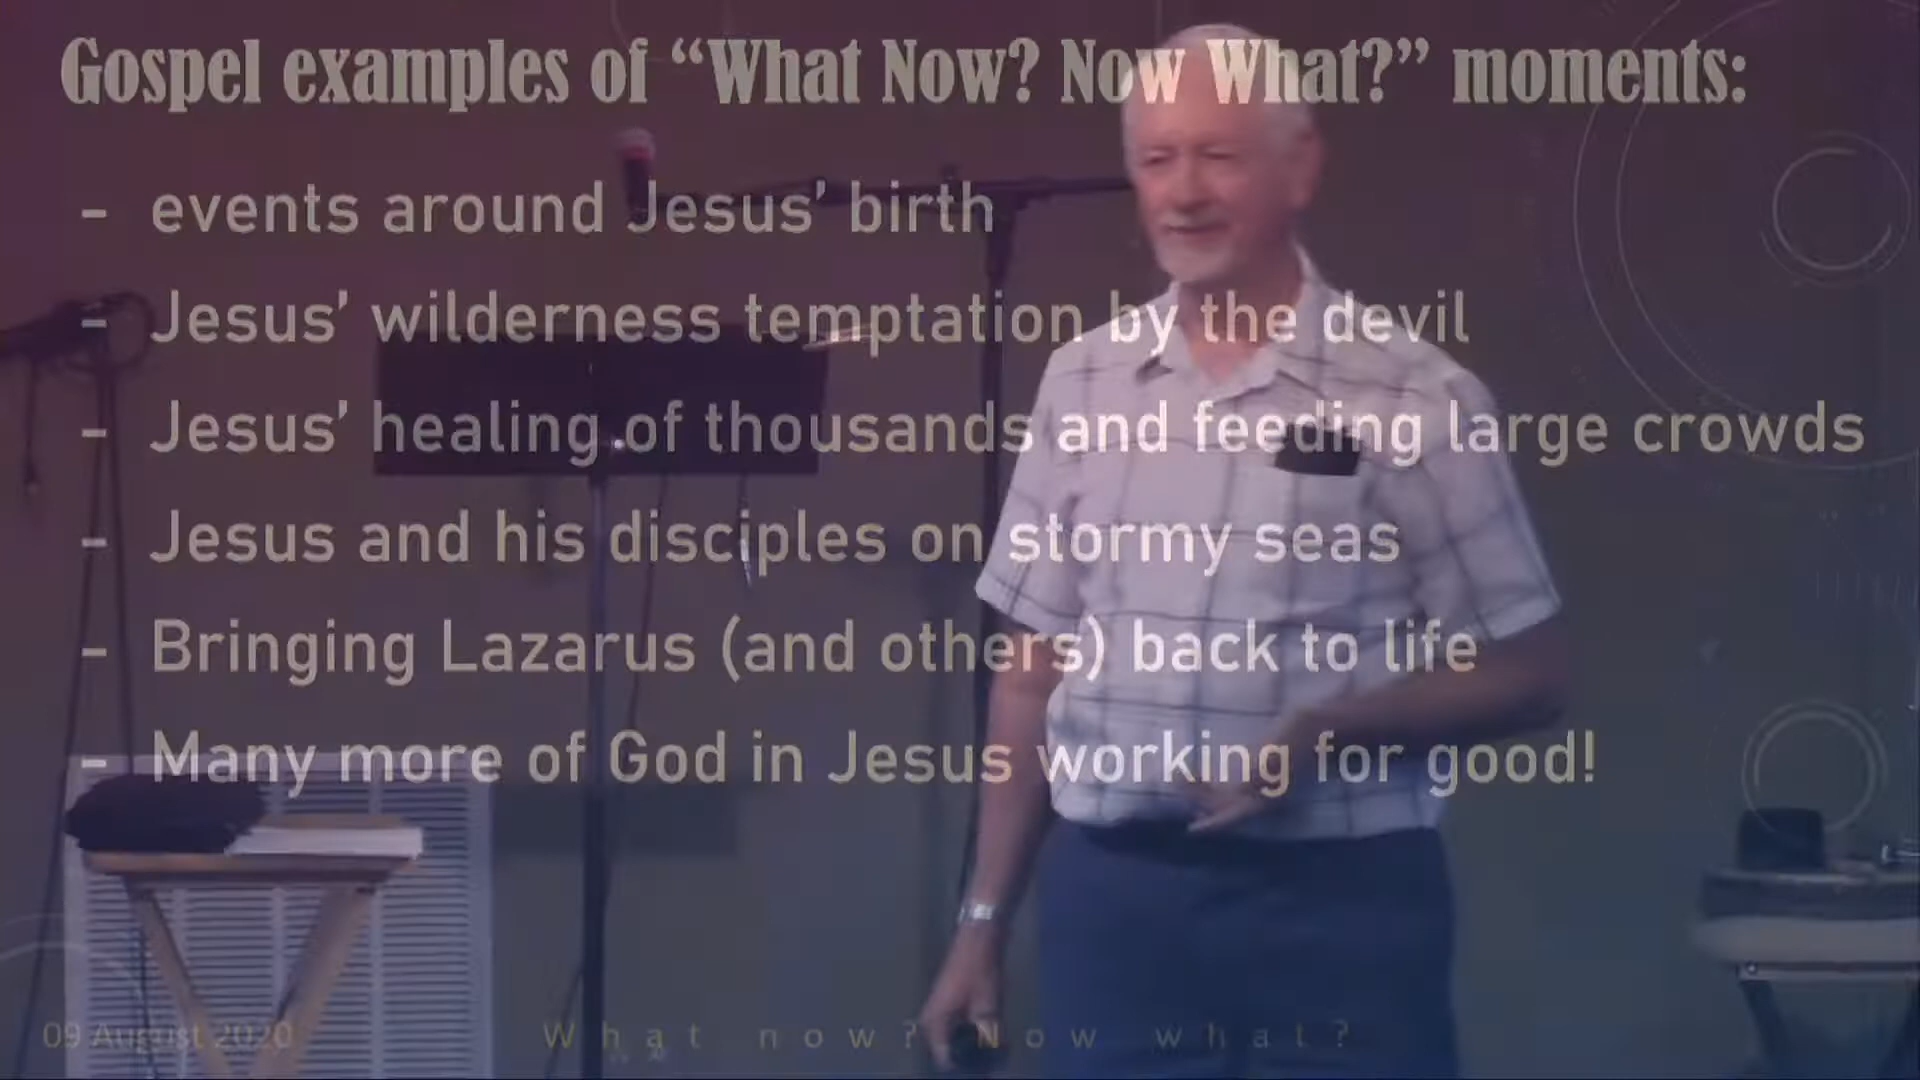 Gospel examples of “What Now? Now What?” moments:
- events around Jesus’ birth
- Jesus’ wilderness temptation by the devil
- Jesus’ healing of thousands and feeding large crowds
- Jesus and his disciples on stormy seas
- Bringing Lazarus (and others) back to life
- Many more of God in Jesus working for good!
09 August 2020 What now? Now what?